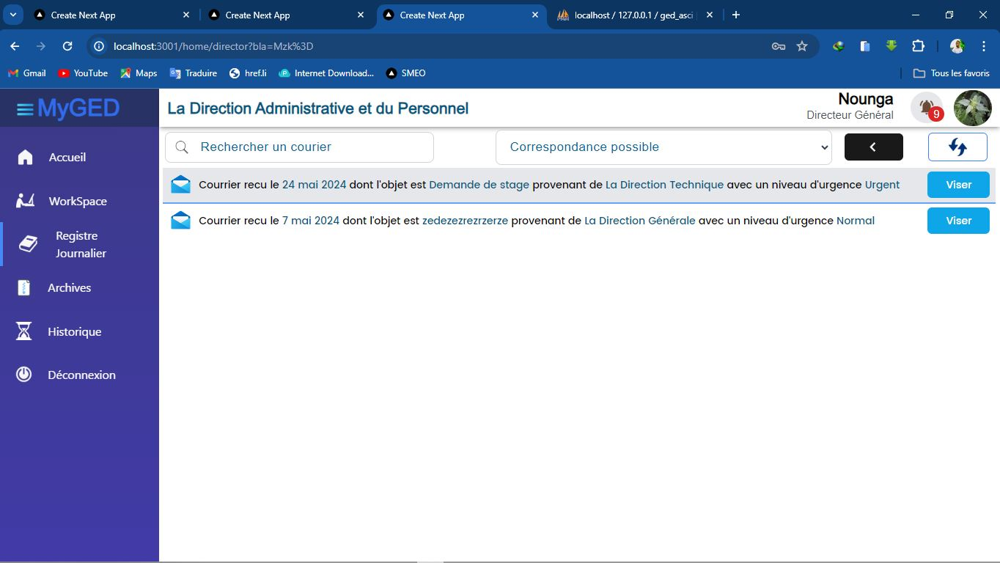 Create Next App
Create Next App
Create Next App
localhost / 127.0.0.1 / ged_asci
localhost:3001/home/director?bla=Mzk%3D
Gmail
YouTube
Maps
Traduire
href.li
Internet Download...
SMEO
Tous les favoris
MyGED
La Direction Administrative et du Personnel
Nounga
Directeur Général
9
Accueil
WorkSpace
Registre
Journalier
Archives
Historique
Déconnexion
Rechercher un courier
Correspondance possible
Courrier recu le 24 mai 2024 dont l'objet est Demande de stage provenant de La Direction Technique avec un niveau d'urgence Urgent
Viser
Courrier recu le 7 mai 2024 dont l'objet est zedezezrezrzerze provenant de La Direction Générale avec un niveau d'urgence Normal
Viser